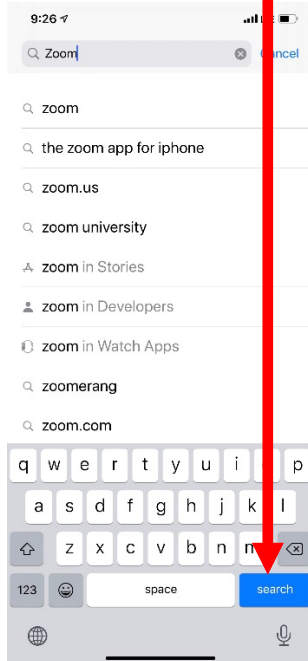 9:26
Zoom
Cancel
zoom
the zoom app for iphone
zoom.us
zoom university
zoom in Stories
zoom in Developers
zoom in Watch Apps
zoomerang
zoom.com
q w e r t y u i p
a s d f g h j k l
z x c v b n m
123 space search